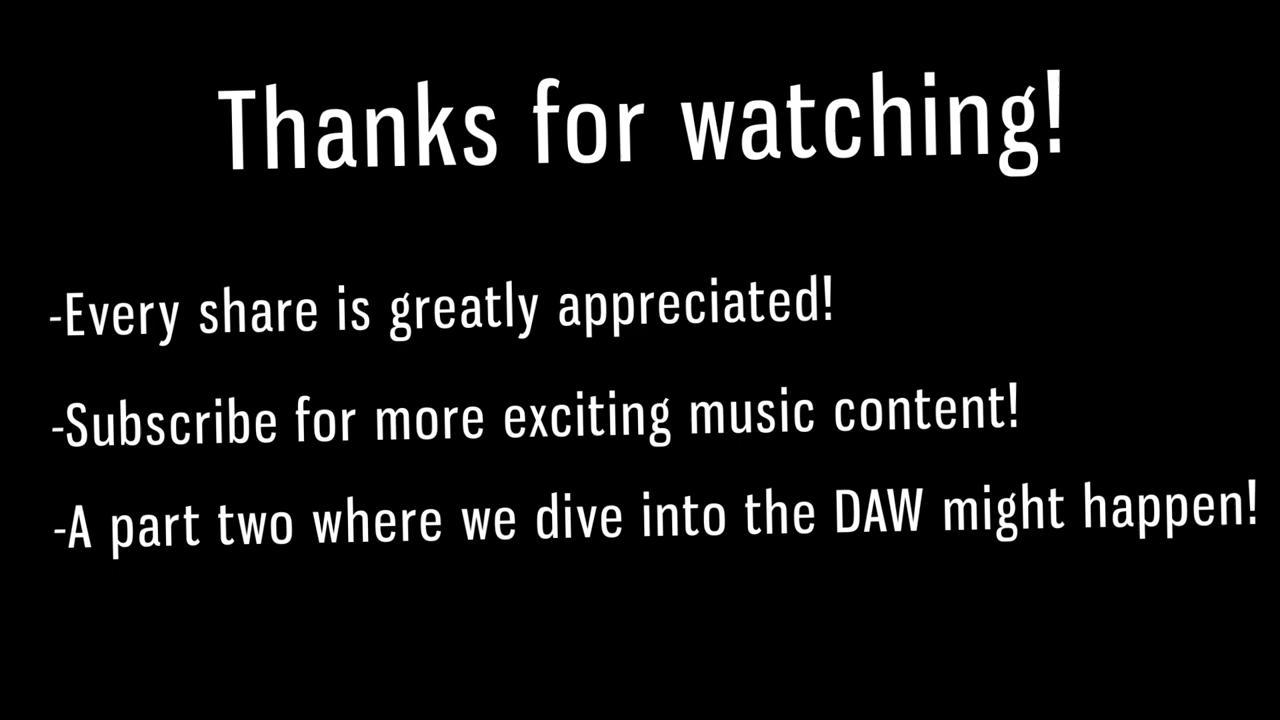 Thanks for watching!
-Every share is greatly appreciated!
-Subscribe for more exciting music content!
-A part two where we dive into the DAW might happen!